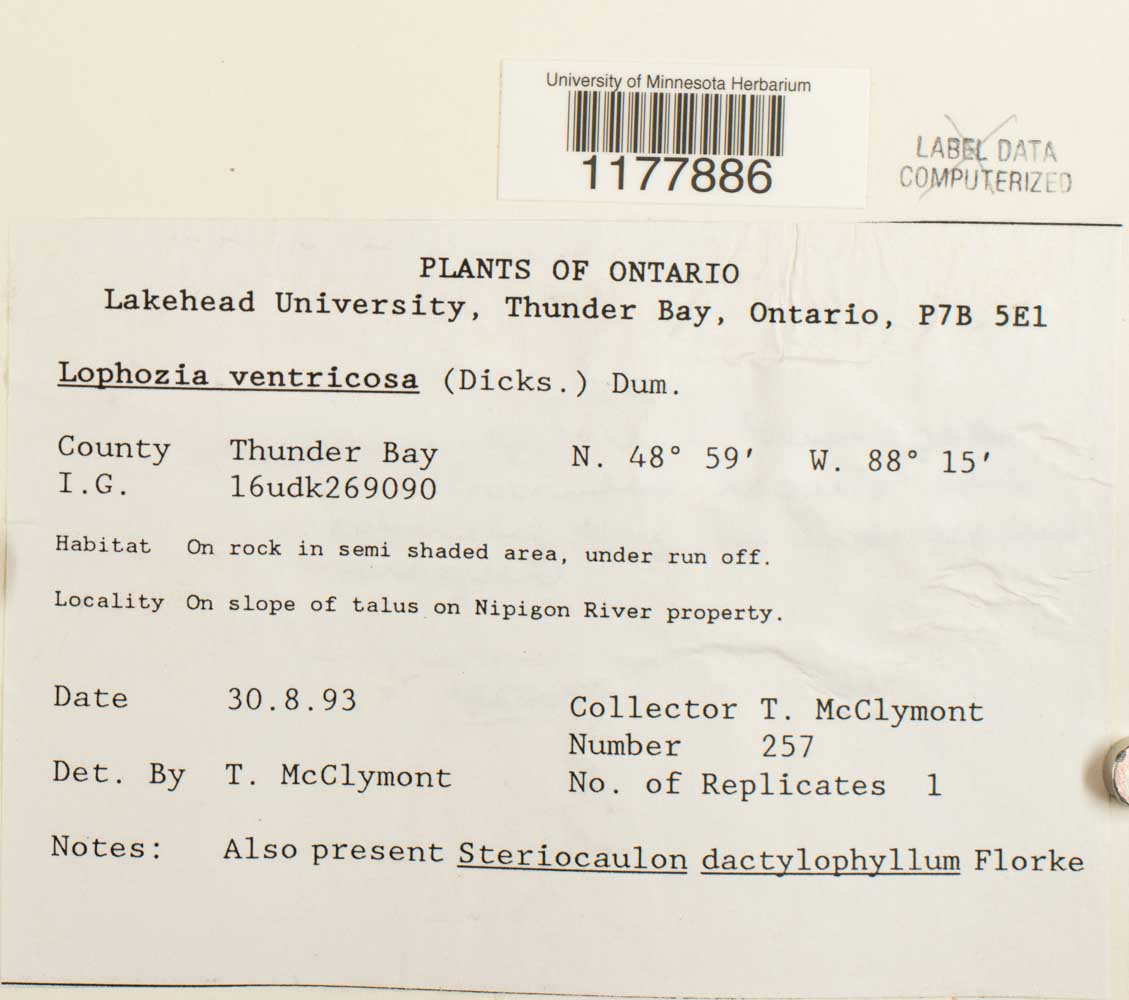 University of Minnesota Herbarium
1177886
LABEL DATA
COMPUTERIZED
PLANTS OF ONTARIO
Lakehead University, Thunder Bay, Ontario, P7B 5E1
Lophozia ventricosa (Dicks.) Dum.
County Thunder Bay N. 48° 59' W. 88° 15'
I.G. 16udk269090
Habitat On rock in semi shaded area, under run off.
Locality On slope of talus on Nipigon River property.
Date 30.8.93 Collector T. McClymont
Number 257
Det. By T. McClymont No. of Replicates 1
Notes: Also present Steriocaulon dactylophyllum Florke